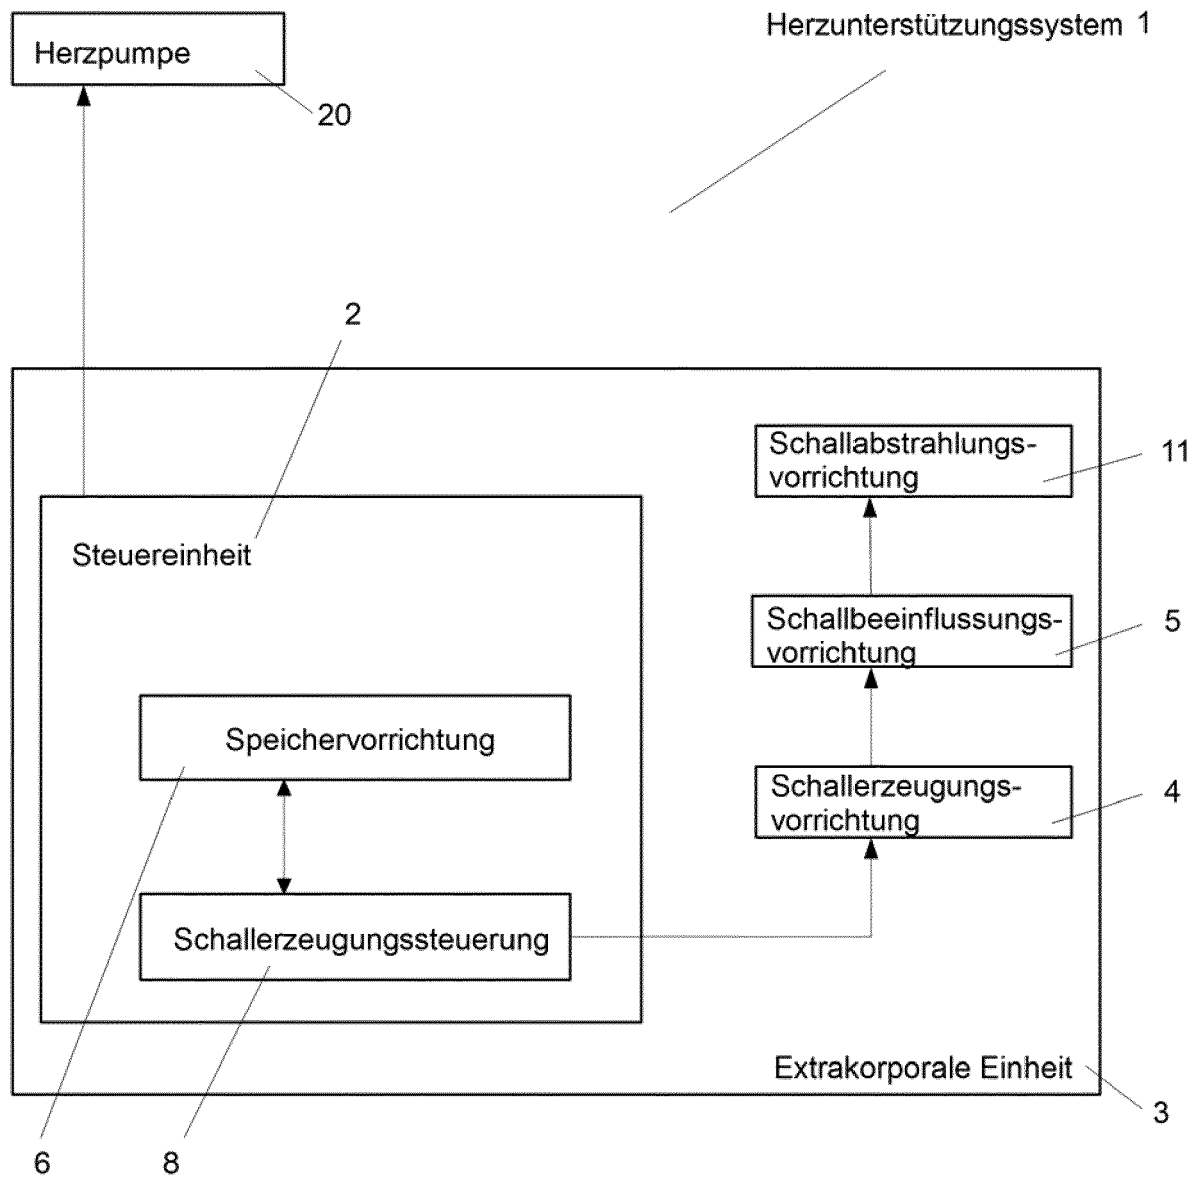 Herzunterstützungssystem 1
Herzpumpe
20
2
Schallabstrahlungs-
vorrichtung
11
Steuereinheit
Schallbeeinflussungs-
vorrichtung
5
Speichervorrichtung
Schallerzeugungs-
vorrichtung
4
Schallerzeugungssteuerung
Extrakorporale Einheit
3
6
8